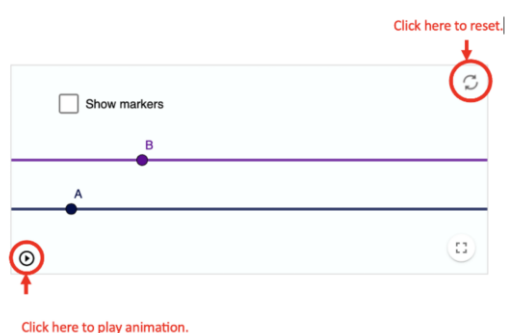 Click here to reset.
Show markers
B
A
Click here to play animation.